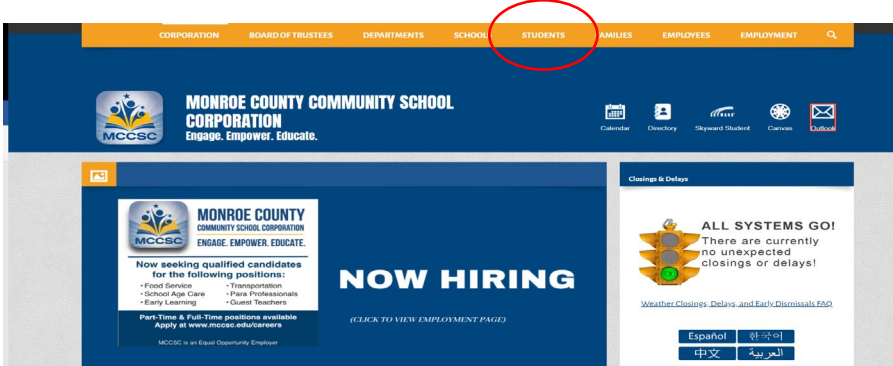 CORPORATION BOARD OF TRUSTEES DEPARTMENTS SCHOOL STUDENTS AMILIES EMPLOYEES EMPLOYMENT
MONROE COUNTY COMMUNITY SCHOOL
CORPORATION
Engage. Empower. Educate.
MCCSC
Calendar Directory Skyward Student Canvas Outlook
SKYWARD
Closings & Delays
MCCSC
MONROE COUNTY
COMMUNITY SCHOOL CORPORATION
ENGAGE. EMPOWER. EDUCATE.
Now seeking qualified candidates
for the following positions:
• Food Service • Transportation
• School Age Care • Para Professionals
• Early Learning • Guest Teachers
Part-Time & Full-Time positions available
Apply at www.mccsc.edu/careers
MCCSC is an Equal Opportunity Employer
NOW HIRING
(CLICK TO VIEW EMPLOYMENT PAGE)
ALL SYSTEMS GO!
There are currently
no unexpected
closings or delays!
Weather Closings, Delays, and Early Dismissals FAQ
Español 한국어
中文 العربية